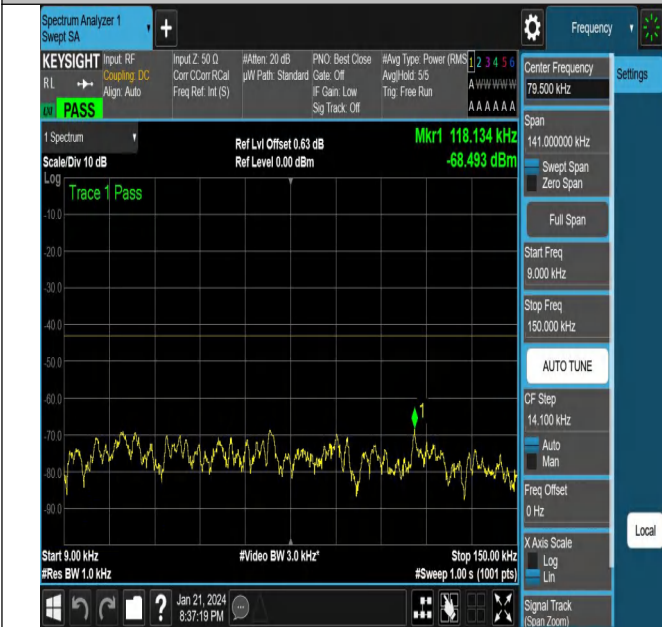 Spectrum Analyzer 1
Swept SA
Frequency
KEYSIGHT
RL
PASS
Input: RF
Coupling: DC
Align: Auto
Input Z: 50 Ω
Corr CCorr RCal
Freq Ref: Int (S)
#Atten: 20 dB
µW Path: Standard
PNO: Best Close
Gate: Off
IF Gain: Low
Sig Track: Off
#Avg Type: Power (RMS
Avg|Hold: 5/5
Trig: Free Run
1 2 3 4 5 6
A W W W W W
A A A A A A
1 Spectrum
Scale/Div 10 dB
Log
Ref Lvl Offset 0.63 dB
Ref Level 0.00 dBm
Mkr1 118.134 kHz
-68.493 dBm
Trace 1 Pass
-10.0
-20.0
-30.0
-40.0
-50.0
-60.0
-70.0
-80.0
-90.0
1
Start 9.00 kHz
#Res BW 1.0 kHz
#Video BW 3.0 kHz*
Stop 150.00 kHz
#Sweep 1.00 s (1001 pts)
?
Jan 21, 2024
8:37:19 PM
Center Frequency
79.500 kHz
Settings
Span
141.000000 kHz
Swept Span
Zero Span
Full Span
Start Freq
9.000 kHz
Stop Freq
150.000 kHz
AUTO TUNE
CF Step
14.100 kHz
Auto
Man
Freq Offset
0 Hz
Local
X Axis Scale
Log
Lin
Signal Track
(Span Zoom)